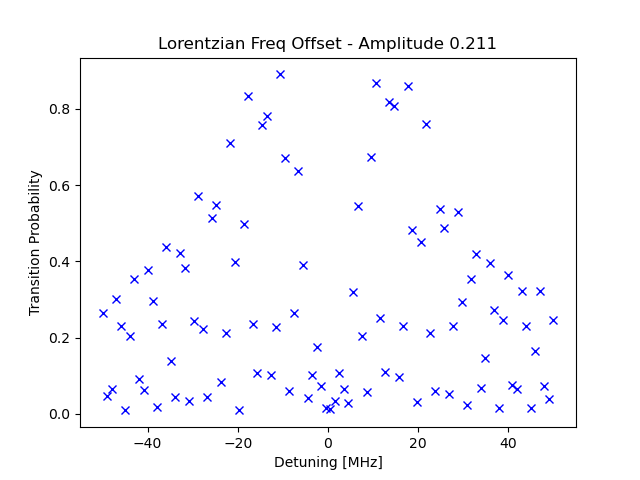 Lorentzian Freq Offset - Amplitude 0.211
Transition Probability
0.8
0.6
0.4
0.2
0.0
−40 −20 0 20 40
Detuning [MHz]